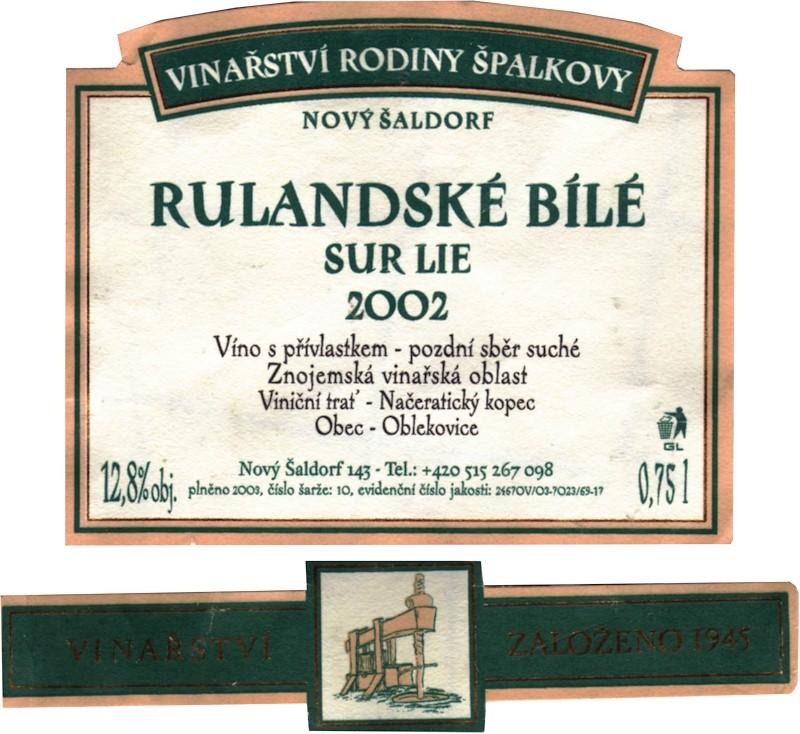 VINAŘSTVÍ RODINY ŠPALKOVY
NOVÝ ŠALDORF
RULANDSKÉ BÍLÉ
SUR LIE
2002
Víno s přívlastkem - pozdní sběr suché
Znojemská vinařská oblast
Viniční trať - Načeratický kopec
Obec - Oblekovice
GL
12,8% obj.
Nový Šaldorf 143 - Tel.: +420 515 267 098
plněno 2003, číslo šarže: 10, evidenční číslo jakosti: 24670V/03-7023/69-17
0,75 l
VINAŘSTVÍ
ZALOŽENO 1945